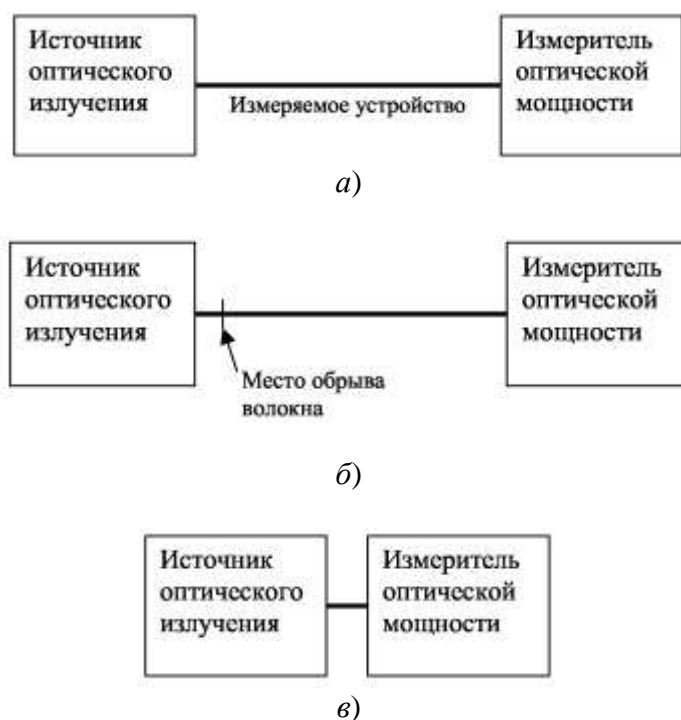 Источник
оптического
излучения
Измеряемое устройство
Измеритель
оптической
мощности
а)
Источник
оптического
излучения
Место обрыва
волокна
Измеритель
оптической
мощности
б)
Источник
оптического
излучения
Измеритель
оптической
мощности
в)